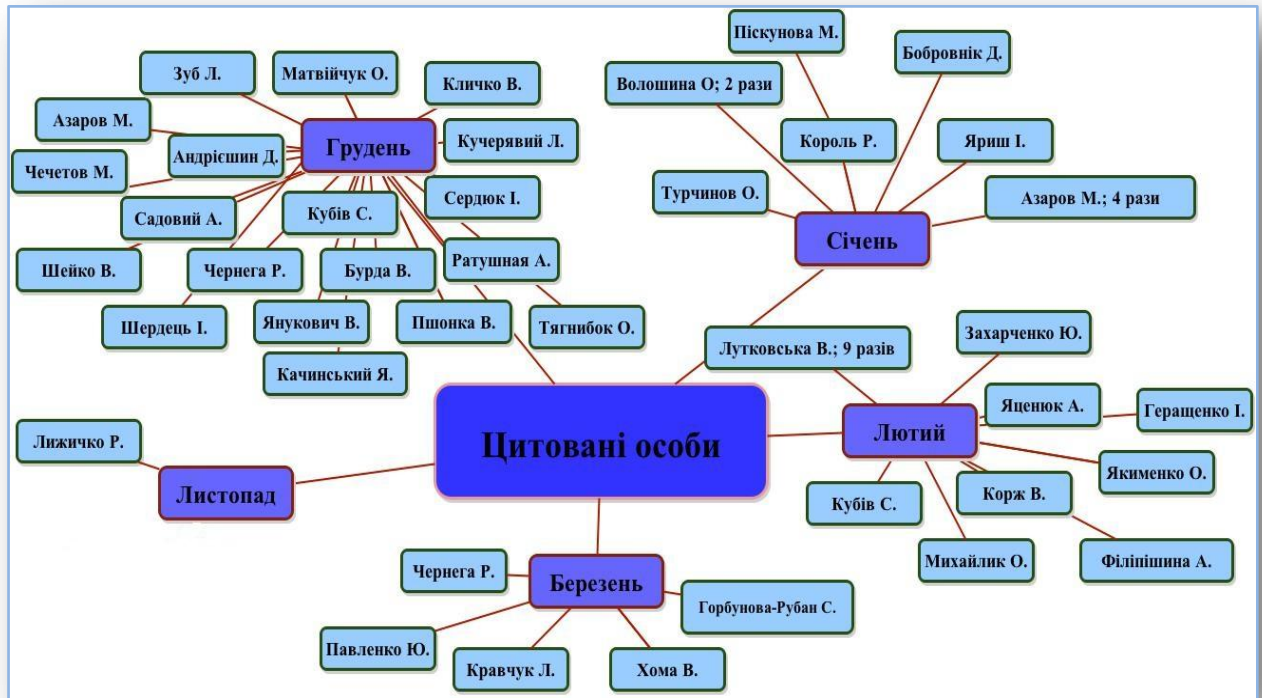 Піскунова М.
Зуб Л.
Матвійчук О.
Кличко В.
Бобровнік Д.
Волошина О; 2 рази
Азаров М.
Андрієшин Д.
Грудень
Кучерявий Л.
Король Р.
Яриш І.
Чечетов М.
Турчинов О.
Азаров М.; 4 рази
Садовий А.
Кубів С.
Сердюк І.
Січень
Шейко В.
Чернега Р.
Бурда В.
Ратушная А.
Шердець І.
Янукович В.
Пшонка В.
Тягнибок О.
Качинський Я.
Лутковська В.; 9 разів
Захарченко Ю.
Яценюк А.
Геращенко І.
Лютий
Цитовані особи
Лижичко Р.
Листопад
Якименко О.
Корж В.
Кубів С.
Михайлик О.
Філіпішина А.
Чернега Р.
Березень
Горбунова-Рубан С.
Павленко Ю.
Кравчук Л.
Хома В.